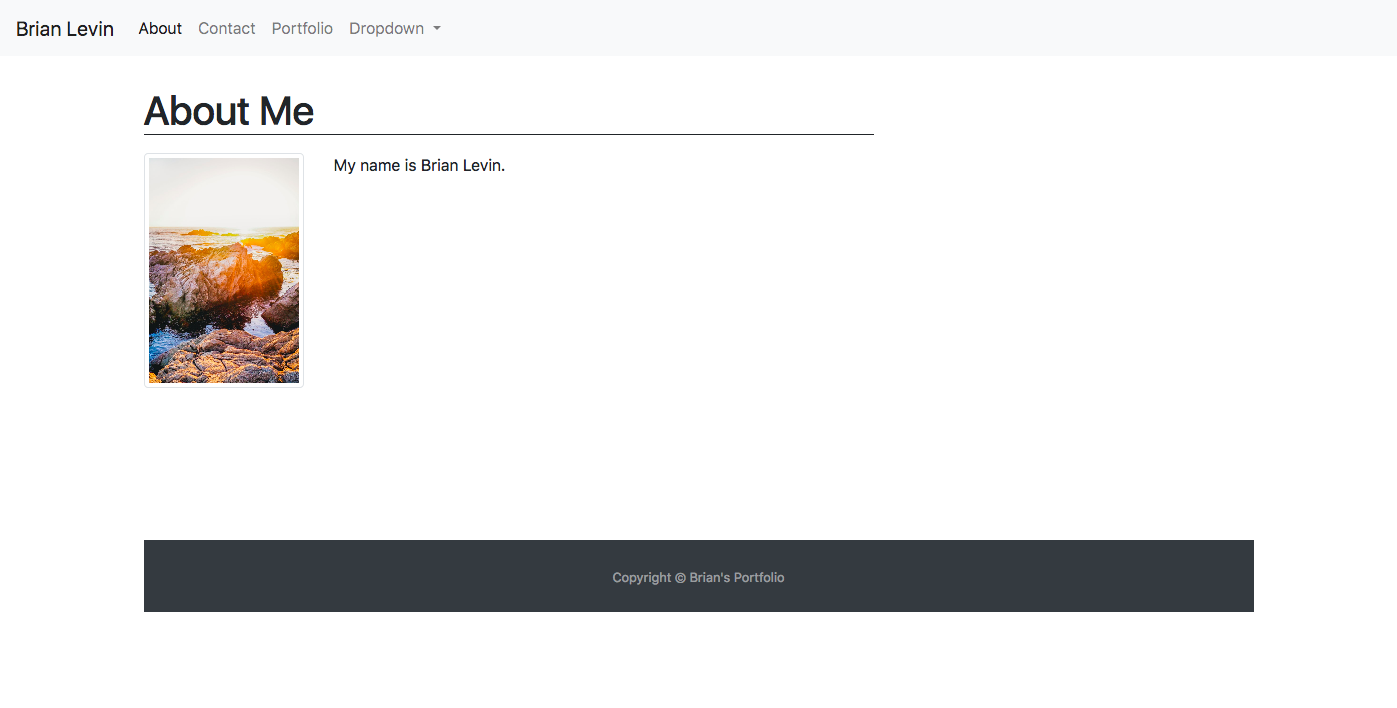 Brian Levin About Contact Portfolio Dropdown
About Me
My name is Brian Levin.
Copyright © Brian's Portfolio